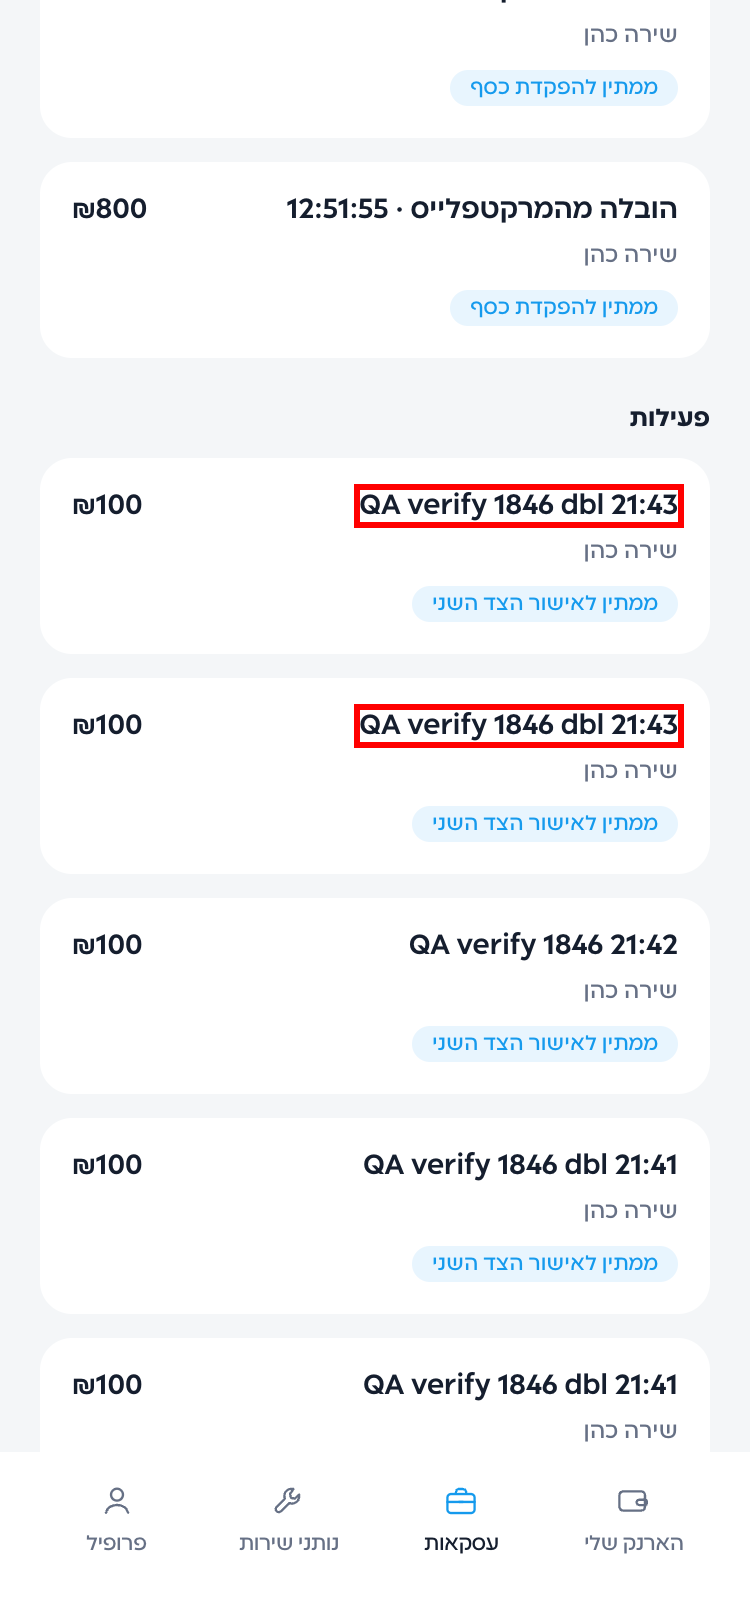 שירה כהן
ממתין להפקדת כסף
הובלה מהמרקטפלייס · 12:51:55
₪800
שירה כהן
ממתין להפקדת כסף
פעילות
QA verify 1846 dbl 21:43
₪100
שירה כהן
ממתין לאישור הצד השני
QA verify 1846 dbl 21:43
₪100
שירה כהן
ממתין לאישור הצד השני
QA verify 1846 21:42
₪100
שירה כהן
ממתין לאישור הצד השני
QA verify 1846 dbl 21:41
₪100
שירה כהן
ממתין לאישור הצד השני
QA verify 1846 dbl 21:41
₪100
שירה כהן
הארנק שלי
עסקאות
נותני שירות
פרופיל